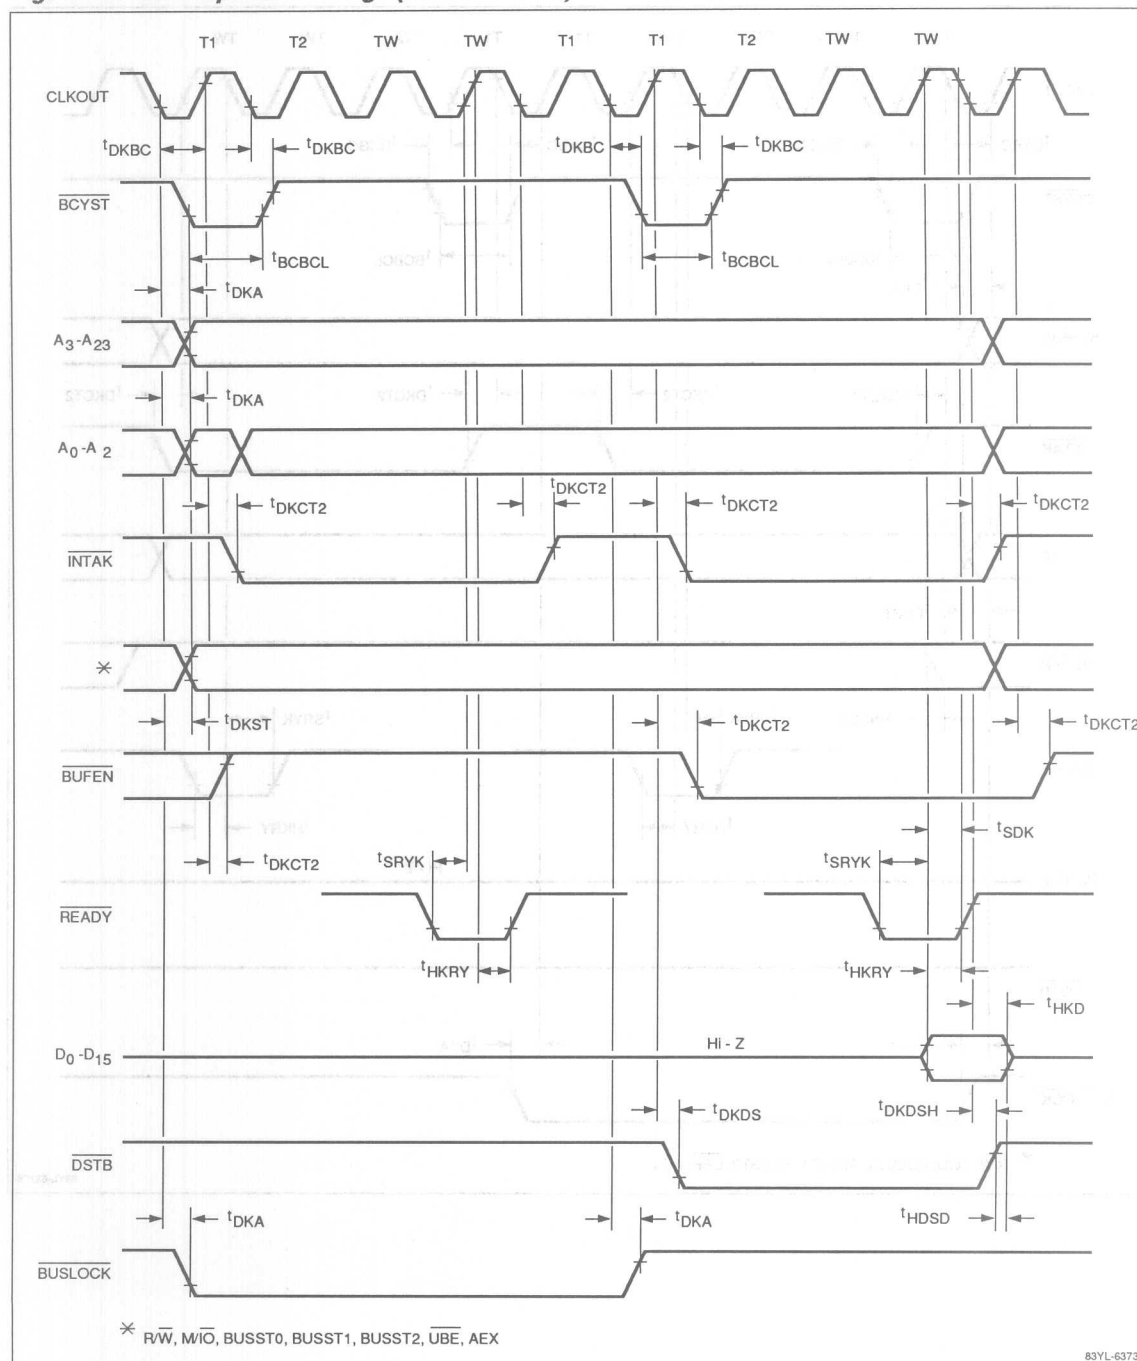 T1 T2 TW TW T1 T1 T2 TW TW
CLKOUT
tDKBC tDKBC tDKBC tDKBC
BCYST
tBCBCL tBCBCL
tDKA
A3-A23
tDKA
A0-A2
tDKCT2 tDKCT2 tDKCT2 tDKCT2
INTAK
*
tDKST tDKCT2 tDKCT2
BUFEN
tSDK
tDKCT2 tSRYK tSRYK
READY
tHKRY tHKRY
tHKD
D0-D15 Hi - Z
tDKDS tDKDSH
DSTB
tDKA tDKA tHDSD
BUSLOCK
* R/W, M/IO, BUSST0, BUSST1, BUSST2, UBE, AEX
83YL-6373